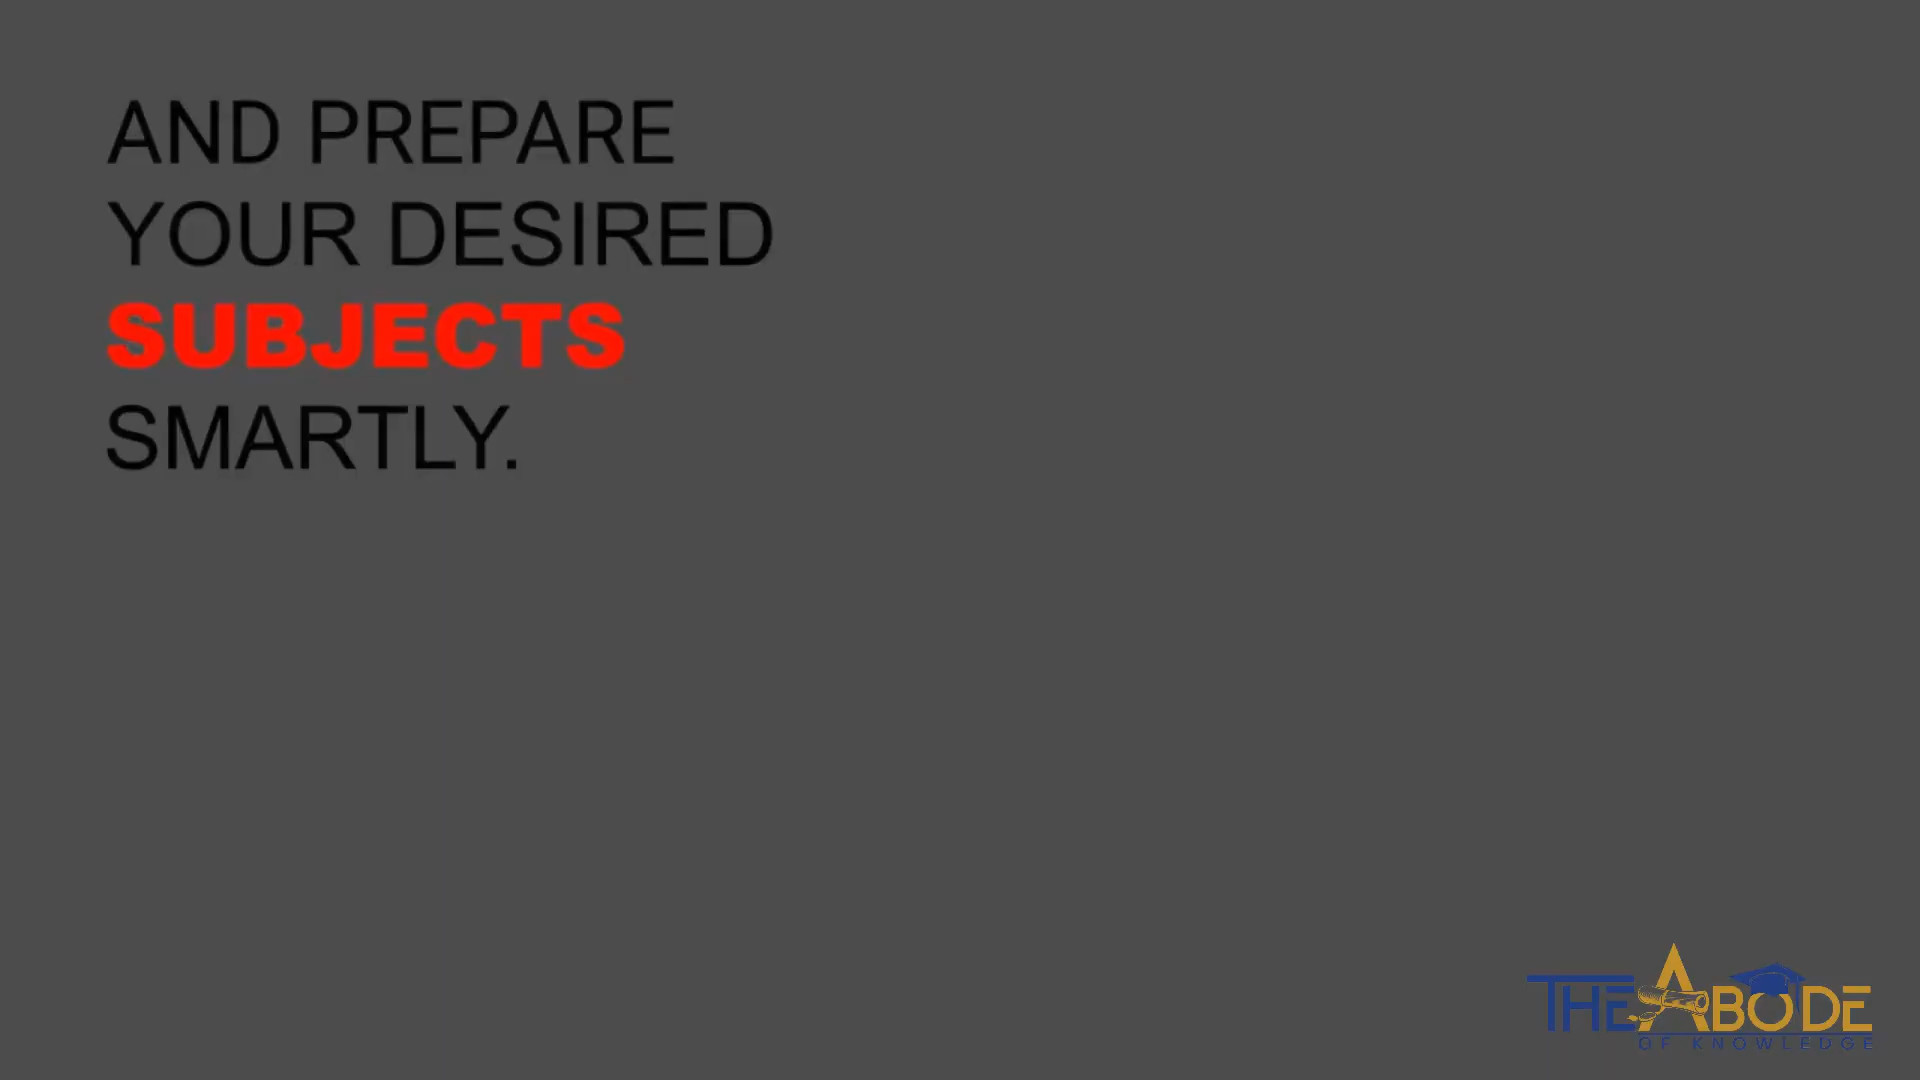 AND PREPARE
YOUR DESIRED
SUBJECTS
SMARTLY.
THE ABODE
OF KNOWLEDGE